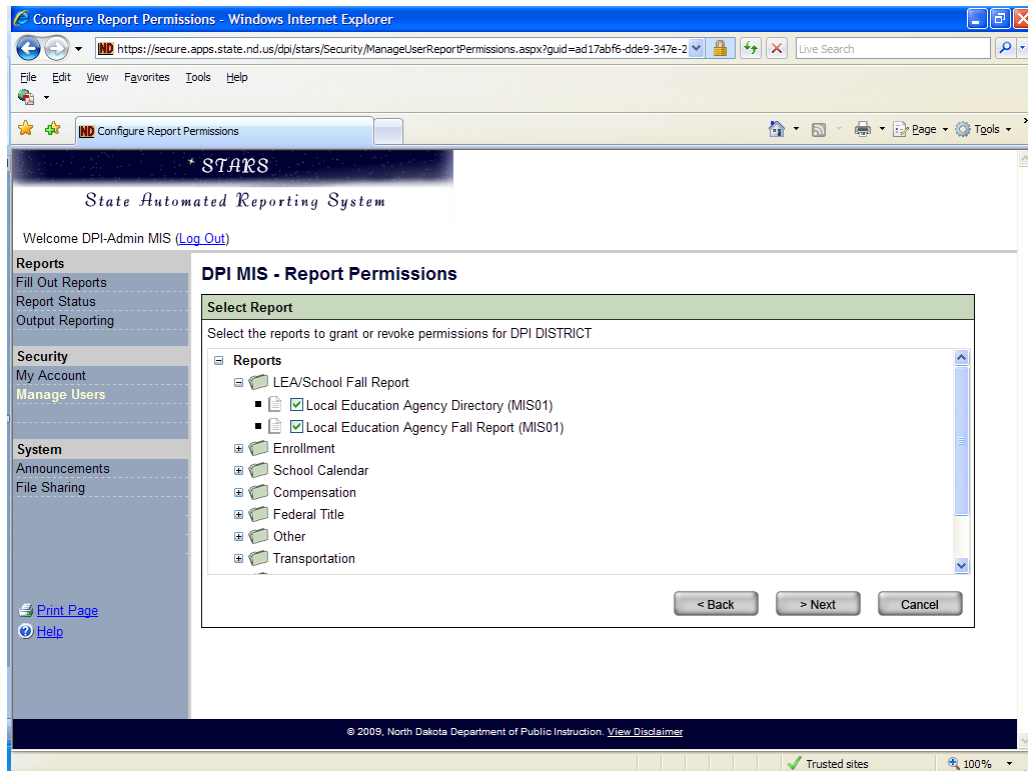 Configure Report Permissions - Windows Internet Explorer
ND https://secure.apps.state.nd.us/dpi/stars/Security/ManageUserReportPermissions.aspx?guid=ad17abf6-dde9-347e-2 Live Search
File Edit View Favorites Tools Help
ND Configure Report Permissions Page Tools »
STARS
State Automated Reporting System
Welcome DPI-Admin MIS (Log Out)
Reports
Fill Out Reports
Report Status
Output Reporting
Security
My Account
Manage Users
System
Announcements
File Sharing
Print Page
Help
DPI MIS - Report Permissions
Select Report
Select the reports to grant or revoke permissions for DPI DISTRICT
Reports
LEA/School Fall Report
Local Education Agency Directory (MIS01)
Local Education Agency Fall Report (MIS01)
Enrollment
School Calendar
Compensation
Federal Title
Other
Transportation
< Back > Next Cancel
© 2009, North Dakota Department of Public Instruction. View Disclaimer
Trusted sites 100%